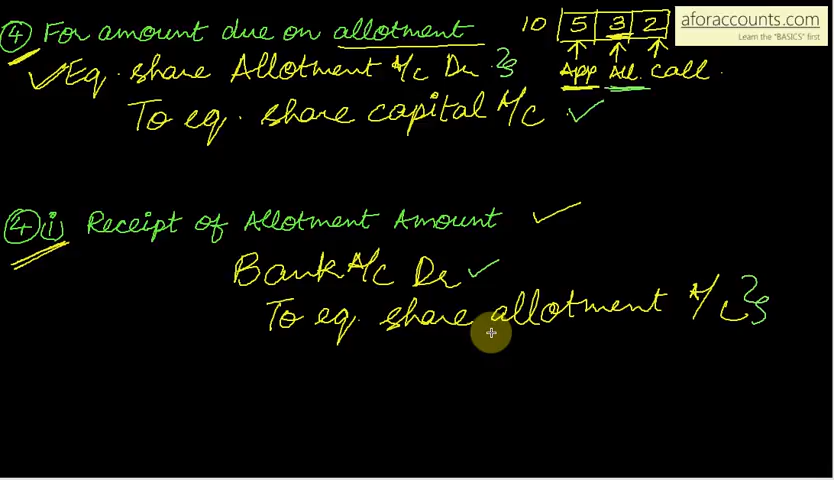 ④ For amount due on allotment
10 5 3 2
aforaccounts.com
Learn the "BASICS" first
Eq. share Allotment A/c Dr
App All. Call.
To eq. share capital A/C
④(i) Receipt of Allotment Amount
Bank A/C Dr
To eq. share allotment A/C